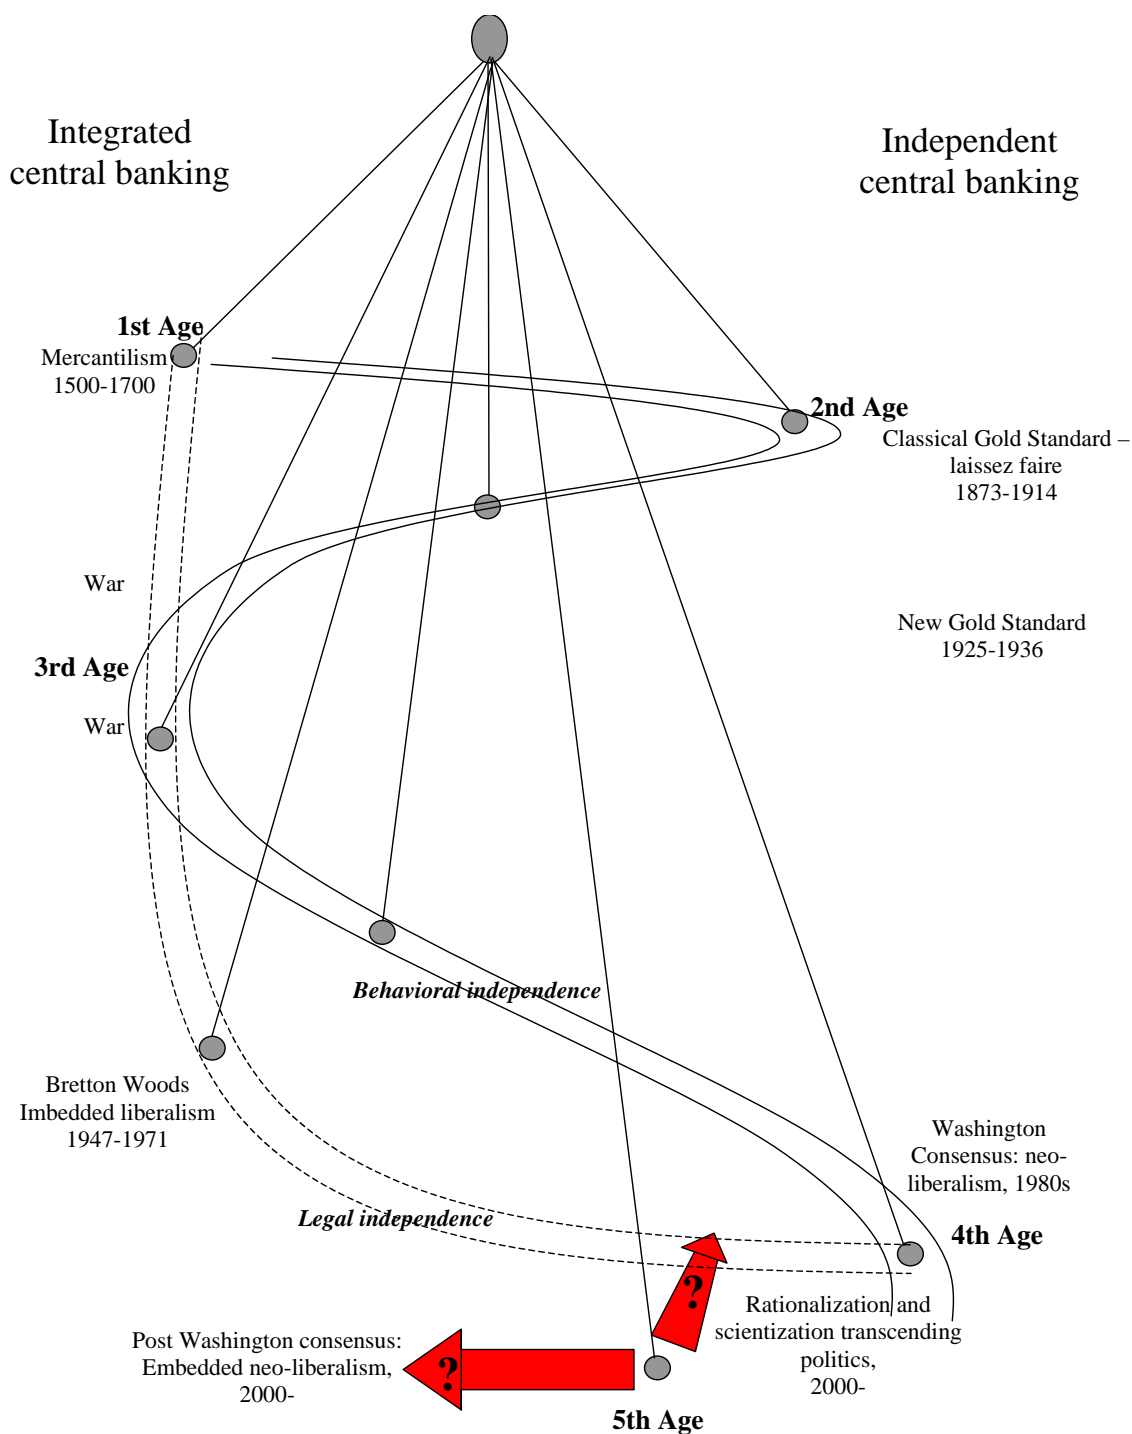 Integrated
central banking
Independent
central banking
1st Age
Mercantilism
1500-1700
2nd Age
Classical Gold Standard –
laissez faire
1873-1914
War
New Gold Standard
1925-1936
3rd Age
War
Behavioral independence
Bretton Woods
Imbedded liberalism
1947-1971
Washington
Consensus: neo-
liberalism, 1980s
Legal independence
4th Age
?
Rationalization and
scientization transcending
politics,
2000-
Post Washington consensus:
Embedded neo-liberalism,
2000-
?
5th Age